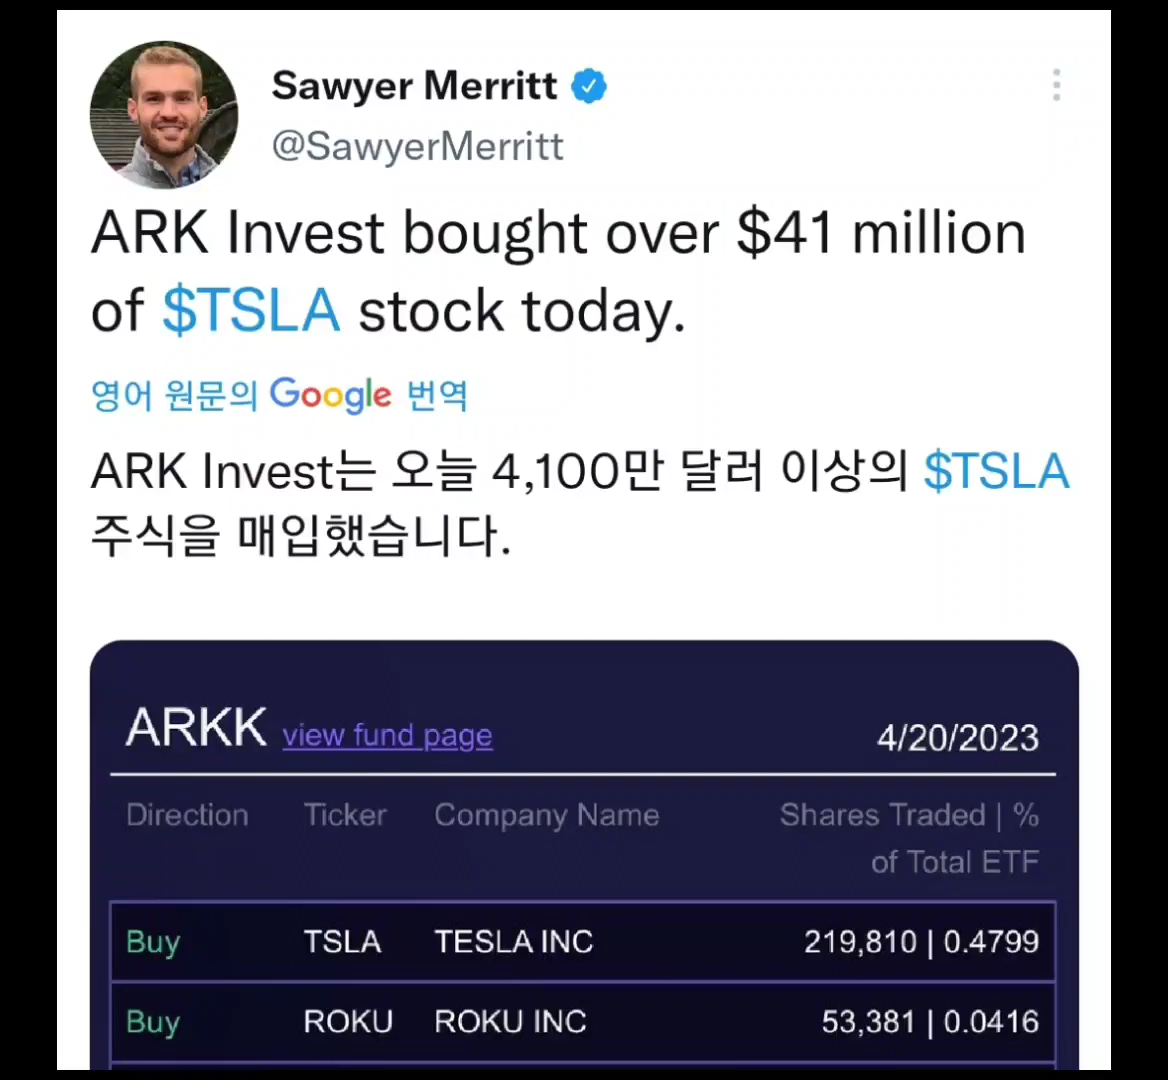 Sawyer Merritt
@SawyerMerritt
ARK Invest bought over $41 million
of $TSLA stock today.
영어 원문의 Google 번역
ARK Invest는 오늘 4,100만 달러 이상의 $TSLA
주식을 매입했습니다.
ARKK view fund page 4/20/2023
Direction Ticker Company Name Shares Traded | %
of Total ETF
Buy TSLA TESLA INC 219,810 | 0.4799
Buy ROKU ROKU INC 53,381 | 0.0416